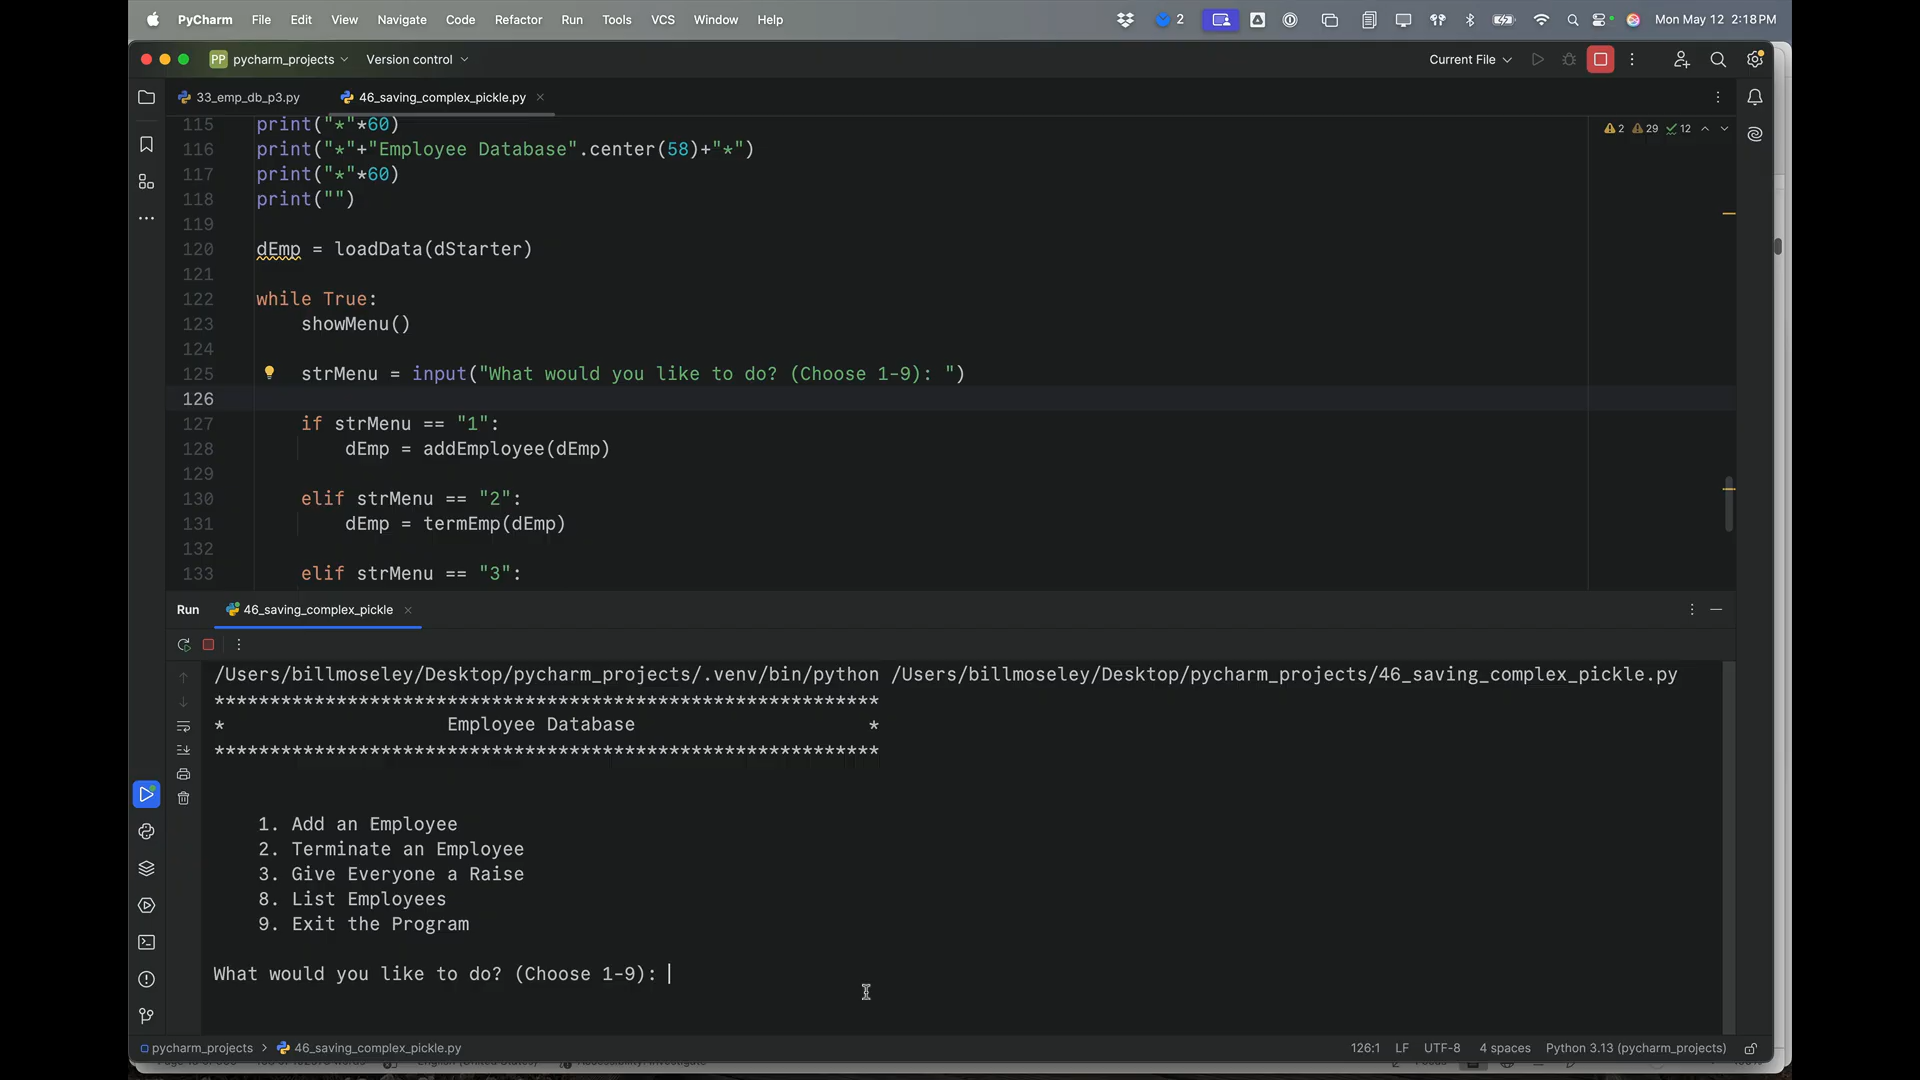 PyCharm File Edit View Navigate Code Refactor Run Tools VCS Window Help 2 Mon May 12 2:18 PM
PP pycharm_projects Version control Current File
33_emp_db_p3.py 46_saving_complex_pickle.py
2 29 12
115 print("*"*60)
116 print("*"+"Employee Database".center(58)+"*")
117 print("*"*60)
118 print("")
119
120 dEmp = loadData(dStarter)
121
122 while True:
123 showMenu()
124
125 strMenu = input("What would you like to do? (Choose 1-9): ")
126
127 if strMenu == "1":
128 dEmp = addEmployee(dEmp)
129
130 elif strMenu == "2":
131 dEmp = termEmp(dEmp)
132
133 elif strMenu == "3":
Run 46_saving_complex_pickle
/Users/billmoseley/Desktop/pycharm_projects/.venv/bin/python /Users/billmoseley/Desktop/pycharm_projects/46_saving_complex_pickle.py
************************************************************
* Employee Database *
************************************************************
1. Add an Employee
2. Terminate an Employee
3. Give Everyone a Raise
8. List Employees
9. Exit the Program
What would you like to do? (Choose 1-9):
pycharm_projects > 46_saving_complex_pickle.py 126:1 LF UTF-8 4 spaces Python 3.13 (pycharm_projects)